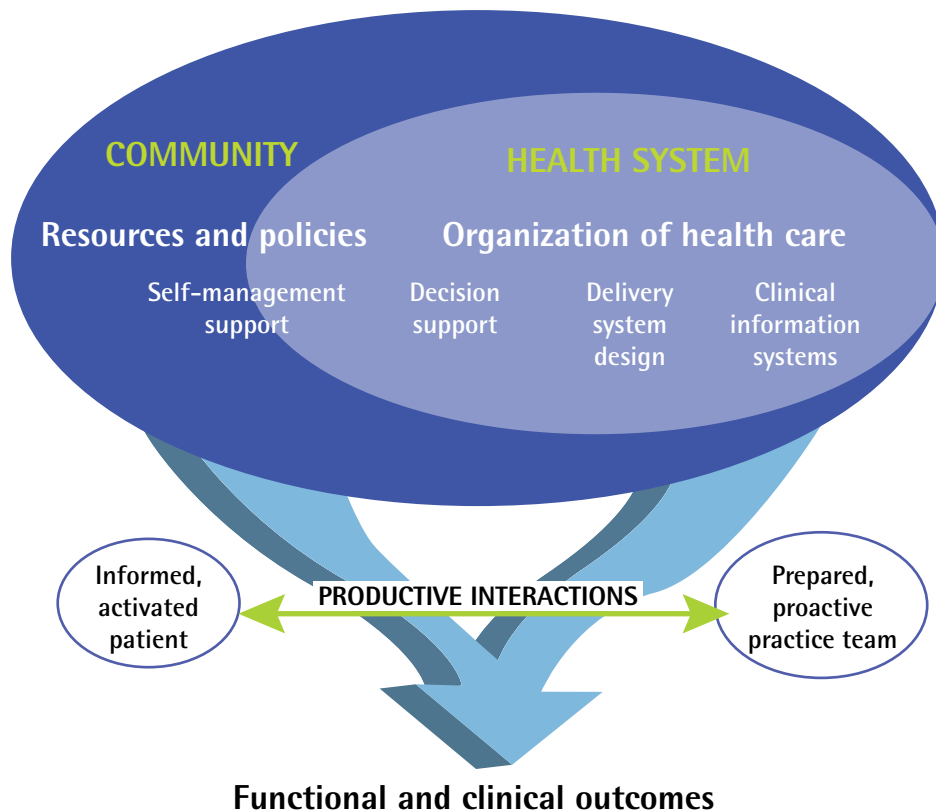 COMMUNITY
HEALTH SYSTEM
Resources and policies
Organization of health care
Self-management
support
Decision
support
Delivery
system
design
Clinical
information
systems
Informed,
activated
patient
PRODUCTIVE INTERACTIONS
Prepared,
proactive
practice team
Functional and clinical outcomes